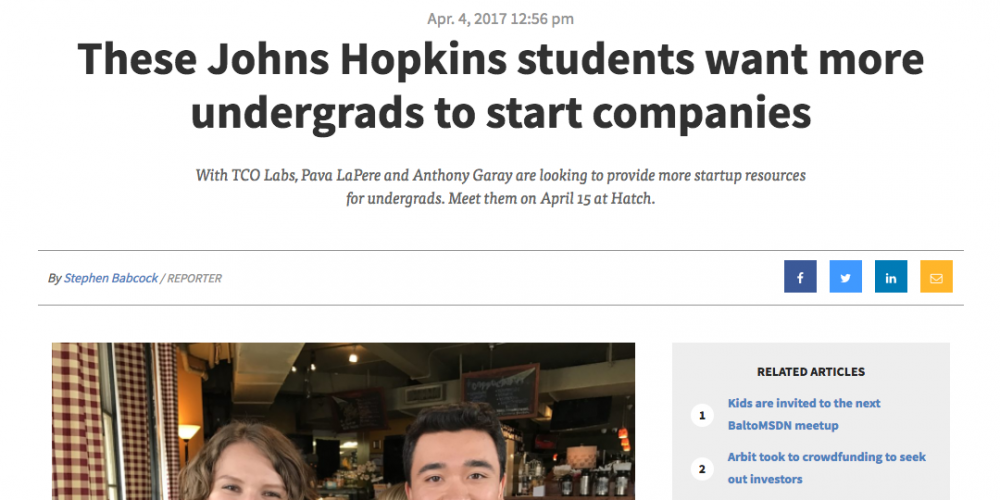 Apr. 4, 2017 12:56 pm
These Johns Hopkins students want more
undergrads to start companies
With TCO Labs, Pava LaPere and Anthony Garay are looking to provide more startup resources
for undergrads. Meet them on April 15 at Hatch.
By Stephen Babcock / REPORTER
f
in
RELATED ARTICLES
1 Kids are invited to the next
BaltoMSDN meetup
2 Arbit took to crowdfunding to seek
out investors